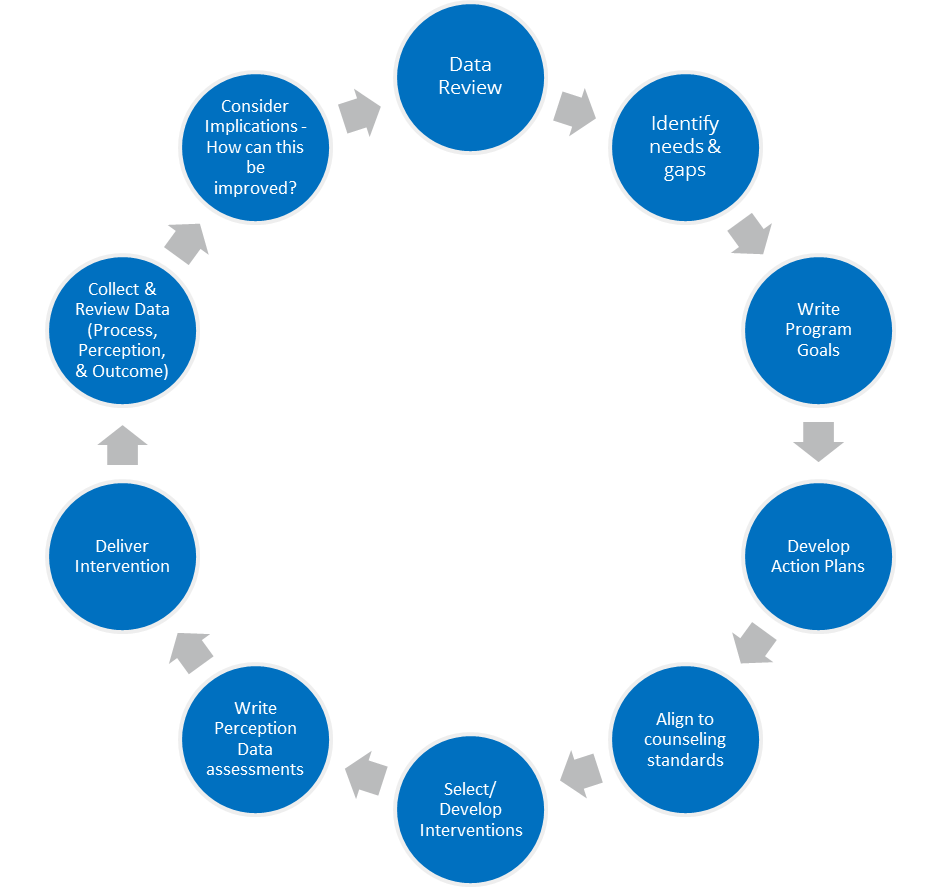 Data
Review
Identify
needs & 
gaps
Write
Program
Goals
Develop
Action Plans
Align to
counseling
standards
Select/
Develop
Interventions
Write
Perception
Data
assessments
Deliver
Intervention
Collect &
Review Data
(Process,
Perception,
& Outcome)
Consider
Implications -
How can this
be
improved?